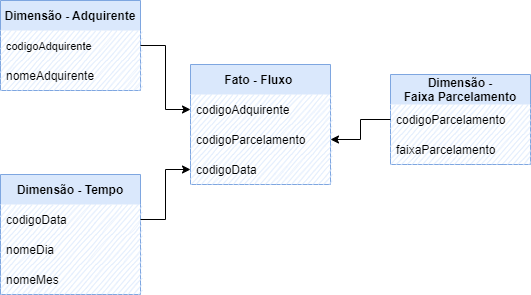 Dimensão - Adquirente
codigoAdquirente
nomeAdquirente
Fato - Fluxo
codigoAdquirente
codigoParcelamento
codigoData
Dimensão -
Faixa Parcelamento
codigoParcelamento
faixaParcelamento
Dimensão - Tempo
codigoData
nomeDia
nomeMes